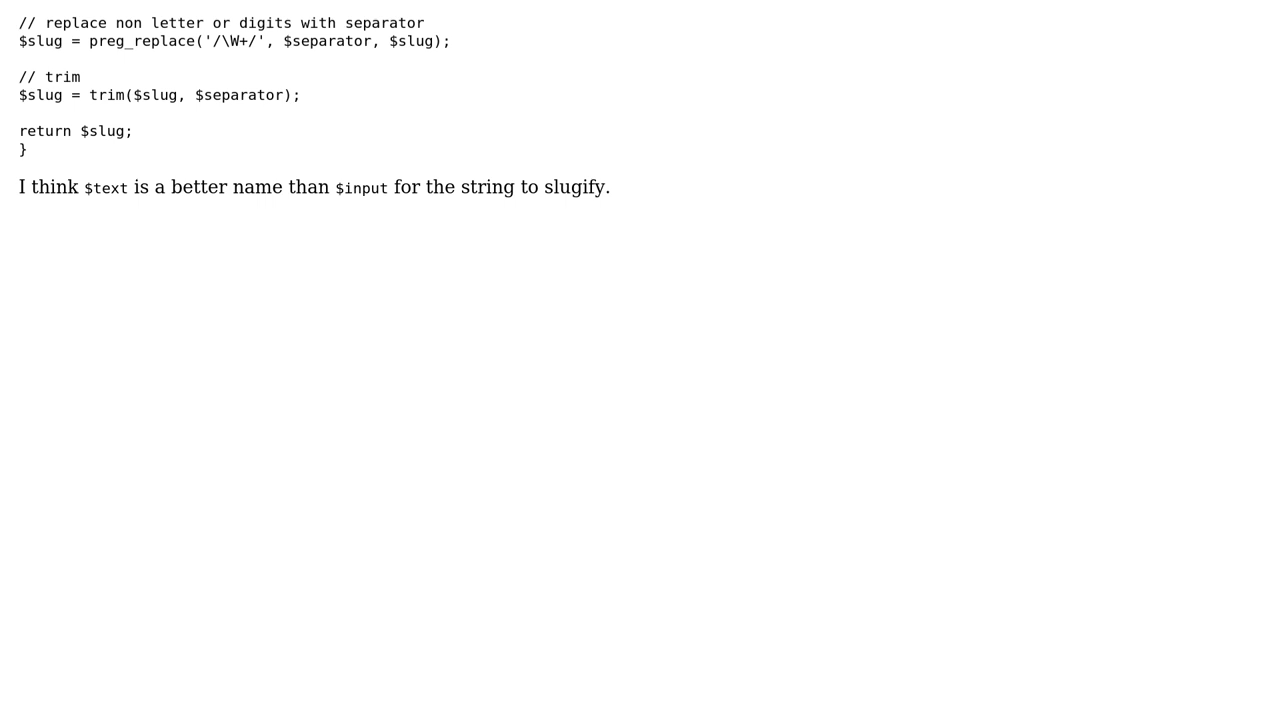 // replace non letter or digits with separator
$slug = preg_replace('/\W+/', $separator, $slug);
// trim
$slug = trim($slug, $separator);
return $slug;
}
I think $text is a better name than $input for the string to slugify.